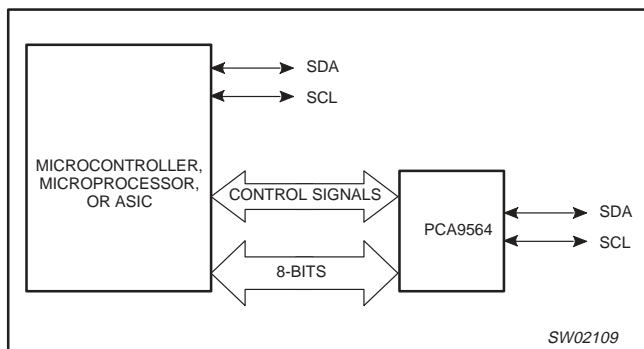 SDA
SCL
MICROCONTROLLER,
MICROPROCESSOR,
OR ASIC
CONTROL SIGNALS
8-BITS
PCA9564
SDA
SCL
SW02109